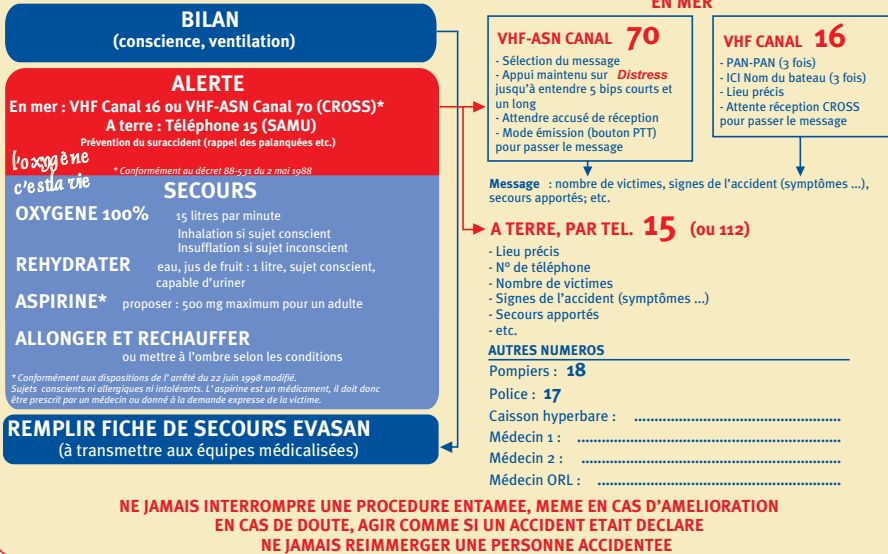 BILAN
(conscience, ventilation)
ALERTE
En mer : VHF Canal 16 ou VHF-ASN Canal 70 (CROSS)*
A terre : Téléphone 15 (SAMU)
Prévention du suraccident (rappel des palanquées etc.)
l'oxygène
c'est la vie
* Conformément au décret 88-531 du 2 mai 1988
SECOURS
OXYGENE 100% 15 litres par minute
Inhalation si sujet conscient
Insufflation si sujet inconscient
REHYDRATER eau, jus de fruit : 1 litre, sujet conscient,
capable d'uriner
ASPIRINE* proposer : 500 mg maximum pour un adulte
ALLONGER ET RECHAUFFER
ou mettre à l'ombre selon les conditions
* Conformément aux dispositions de l' arrêté du 22 juin 1998 modifié.
Sujets conscients ni allergiques ni intolérants. L' aspirine est un médicament, il doit donc
être prescrit par un médecin ou donné à la demande expresse de la victime.
REMPLIR FICHE DE SECOURS EVASAN
(à transmettre aux équipes médicalisées)
EN MER
VHF-ASN CANAL 70
- Sélection du message
- Appui maintenu sur Distress
jusqu'à entendre 5 bips courts et
un long
- Attendre accusé de réception
- Mode émission (bouton PTT)
pour passer le message
VHF CANAL 16
- PAN-PAN (3 fois)
- ICI Nom du bateau (3 fois)
- Lieu précis
- Attente réception CROSS
pour passer le message
Message : nombre de victimes, signes de l'accident (symptômes ...),
secours apportés; etc.
A TERRE, PAR TEL. 15 (ou 112)
- Lieu précis
- N° de téléphone
- Nombre de victimes
- Signes de l'accident (symptômes ...)
- Secours apportés
- etc.
AUTRES NUMEROS
Pompiers : 18
Police : 17
Caisson hyperbare : ....................................................
Médecin 1 : ..................................................................
Médecin 2 : .................................................................
Médecin ORL : .............................................................
NE JAMAIS INTERROMPRE UNE PROCEDURE ENTAMEE, MEME EN CAS D'AMELIORATION
EN CAS DE DOUTE, AGIR COMME SI UN ACCIDENT ETAIT DECLARE
NE JAMAIS REIMMERGER UNE PERSONNE ACCIDENTEE